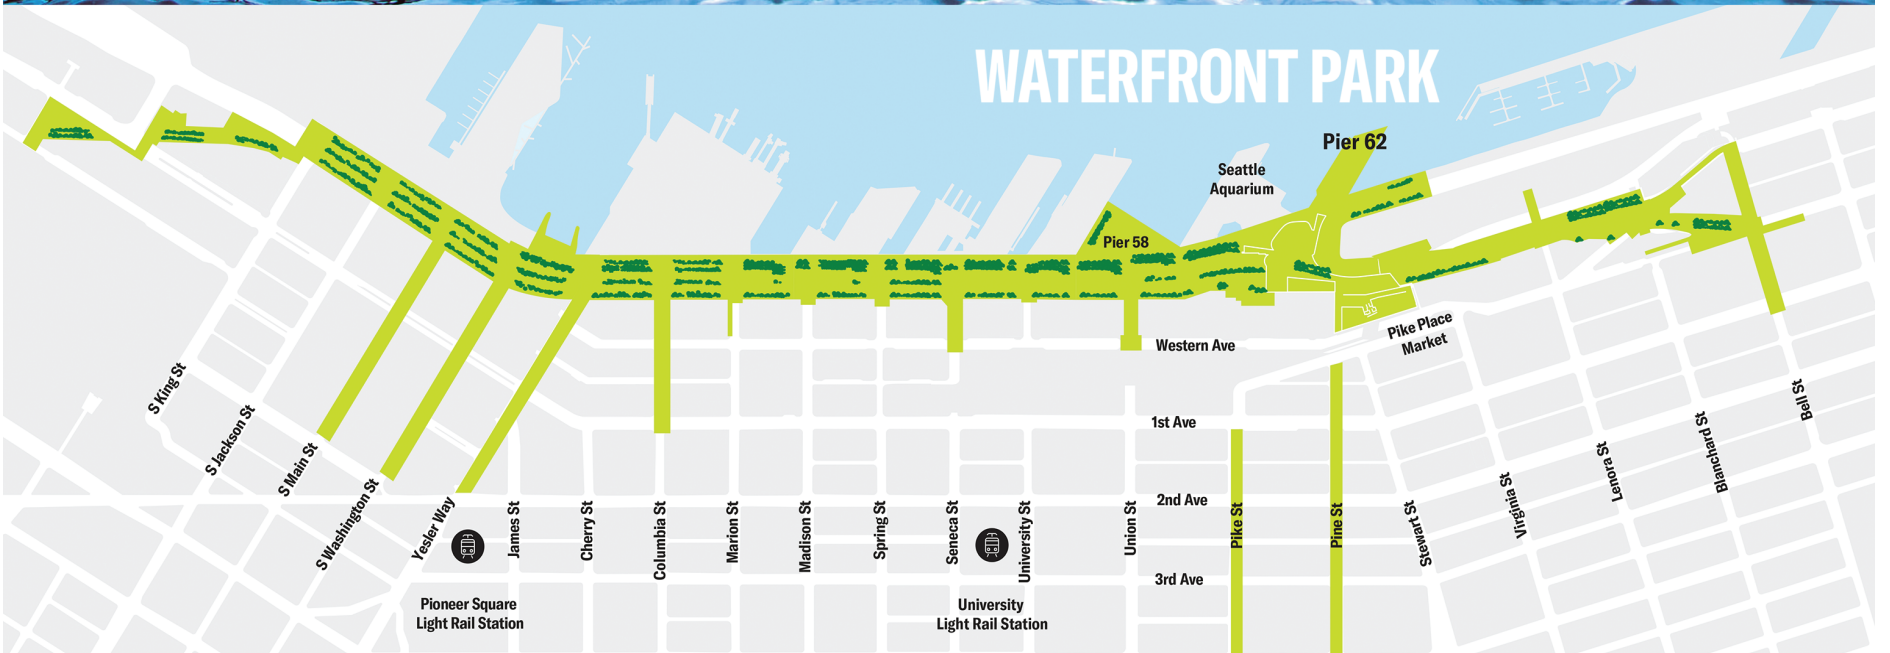 WATERFRONT PARK
Pier 62
Seattle
Aquarium
Pier 58
Pike Place
Market
Western Ave
1st Ave
2nd Ave
3rd Ave
S King St
S Jackson St
S Main St
S Washington St
Yesler Way
James St
Cherry St
Columbia St
Marion St
Madison St
Spring St
Seneca St
University St
Union St
Pike St
Pine St
Stewart St
Virginia St
Lenora St
Blanchard St
Bell St
Pioneer Square
Light Rail Station
University
Light Rail Station